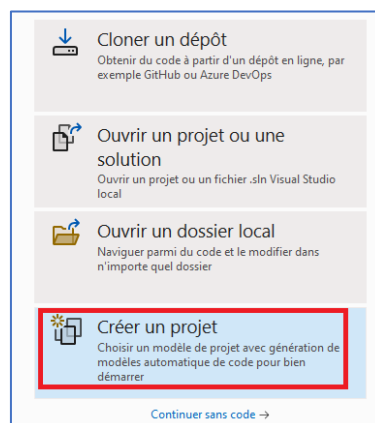 Cloner un dépôt
Obtenir du code à partir d'un dépôt en ligne, par
exemple GitHub ou Azure DevOps
Ouvrir un projet ou une
solution
Ouvrir un projet ou un fichier .sln Visual Studio
local
Ouvrir un dossier local
Naviguer parmi du code et le modifier dans
n'importe quel dossier
Créer un projet
Choisir un modèle de projet avec génération de
modèles automatique de code pour bien
démarrer
Continuer sans code →